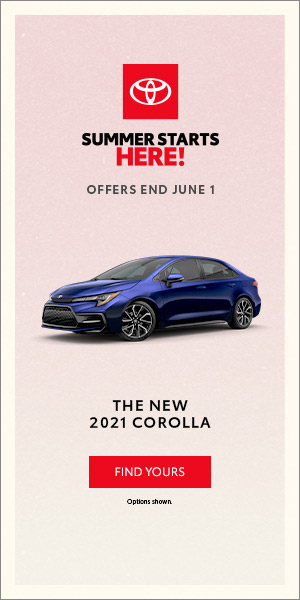 SUMMER STARTS
HERE!
OFFERS END JUNE 1
THE NEW
2021 COROLLA
FIND YOURS
Options shown.